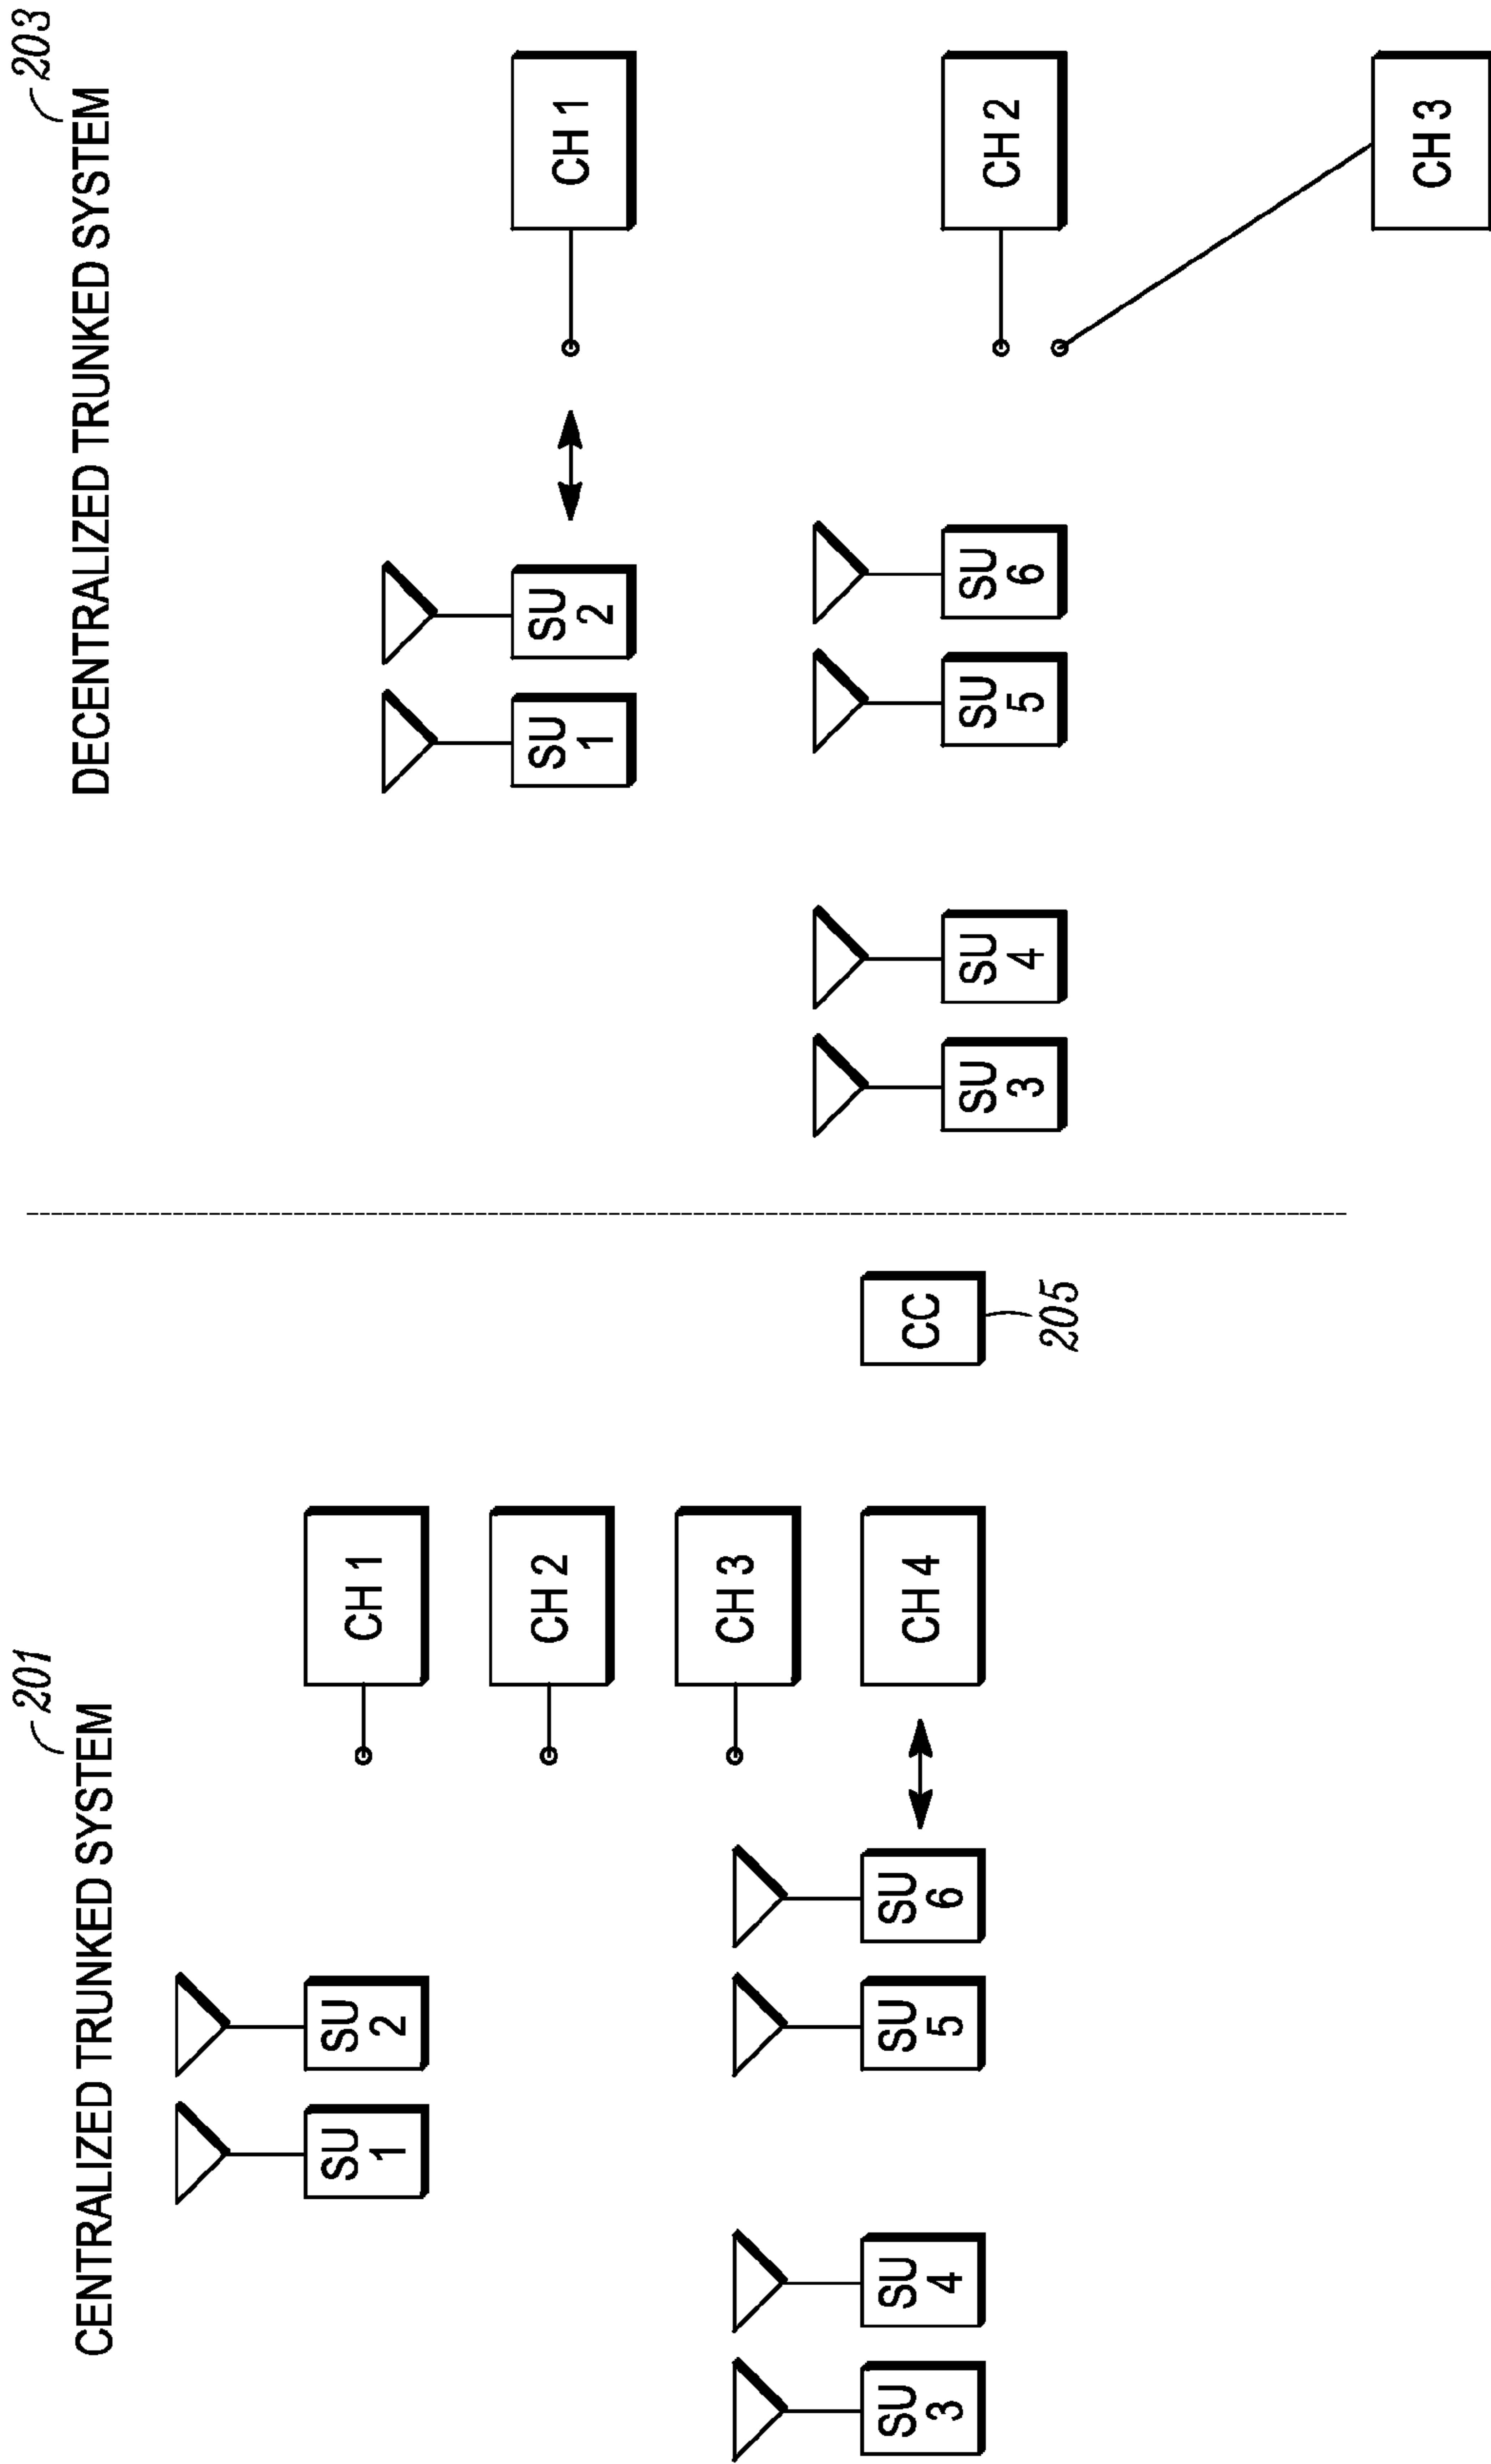 CENTRALIZED TRUNKED SYSTEM
201
SU
1
SU
2
CH 1
CH 2
CH 3
SU
3
SU
4
SU
5
SU
6
CH 4
CC
205
DECENTRALIZED TRUNKED SYSTEM
203
SU
1
SU
2
CH 1
SU
3
SU
4
SU
5
SU
6
CH 2
CH 3